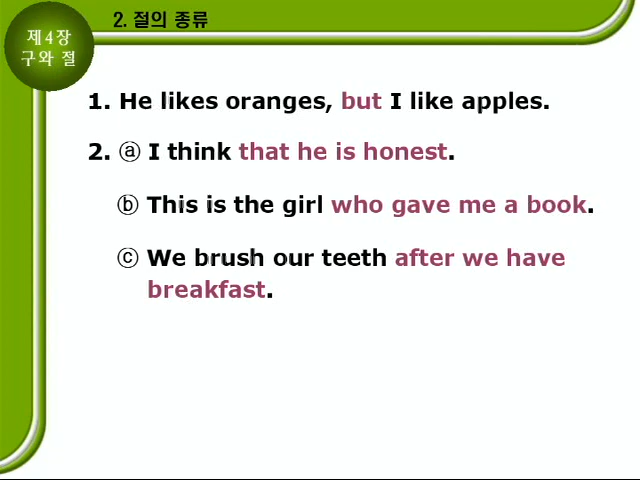 2. 절의 종류
제4장
구와 절
1. He likes oranges, but I like apples.
2. ⓐ I think that he is honest.
ⓑ This is the girl who gave me a book.
ⓒ We brush our teeth after we have
breakfast.